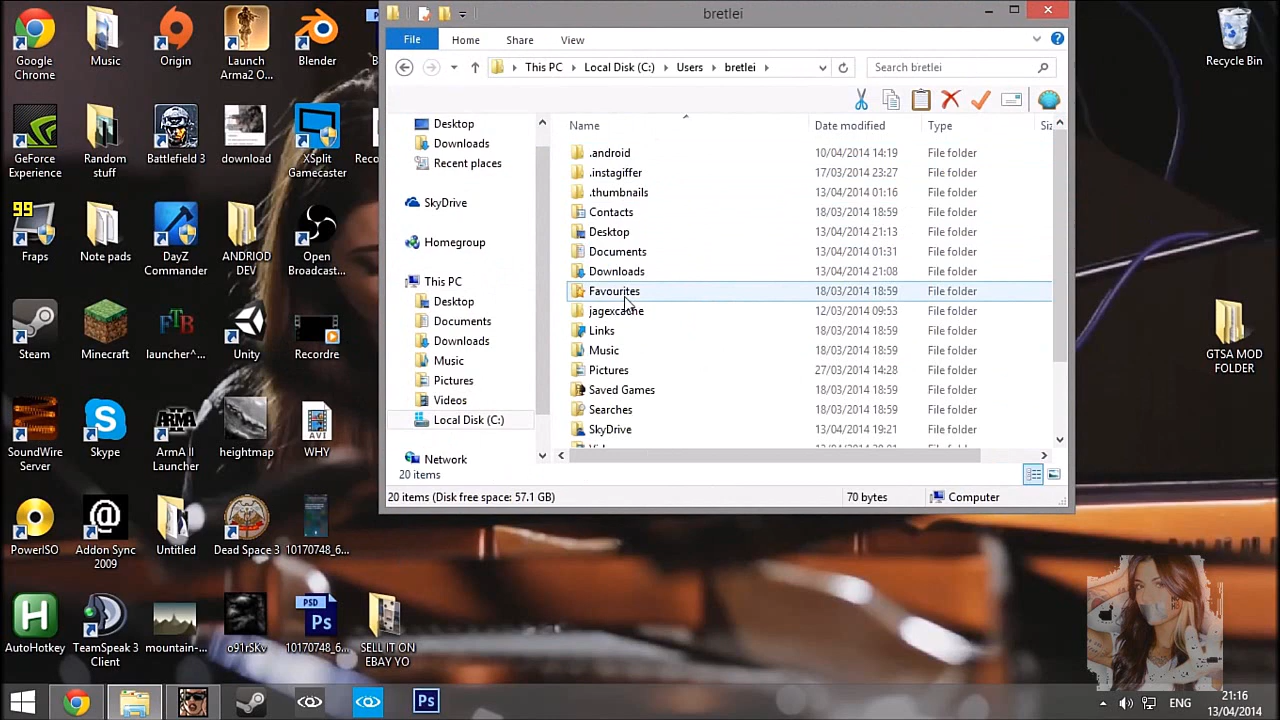 Google Chrome
Music
Origin
Launch Arma2 O...
Blender
GeForce Experience
Random stuff
Battlefield 3
download
XSplit Gamecaster
99
Fraps
Note pads
DayZ Commander
ANDRIOD DEV
Open Broadcast...
Steam
Minecraft
FTB
launcher^...
Unity
Recordre
SoundWire Server
Skype
ARMA
ArmA II Launcher
heightmap
AVI
WHY
PowerISO
Addon Sync 2009
Untitled
Dead Space 3
10170748_6...
AutoHotkey
TeamSpeak 3 Client
mountain-...
o91rSKv
PSD
Ps
10170748_6...
SELL IT ON EBAY YO
bretlei
File
Home
Share
View
This PC
Local Disk (C:)
Users
bretlei
Search bretlei
Desktop
Downloads
Recent places
SkyDrive
Homegroup
This PC
Desktop
Documents
Downloads
Music
Pictures
Videos
Local Disk (C:)
Network
Name Date modified Type
.android 10/04/2014 14:19 File folder
.instagiffer 17/03/2014 23:27 File folder
.thumbnails 13/04/2014 01:16 File folder
Contacts 18/03/2014 18:59 File folder
Desktop 13/04/2014 21:13 File folder
Documents 13/04/2014 01:31 File folder
Downloads 13/04/2014 21:08 File folder
Favourites 18/03/2014 18:59 File folder
jagexcache 12/03/2014 09:53 File folder
Links 18/03/2014 18:59 File folder
Music 18/03/2014 18:59 File folder
Pictures 27/03/2014 14:28 File folder
Saved Games 18/03/2014 18:59 File folder
Searches 18/03/2014 18:59 File folder
SkyDrive 13/04/2014 19:21 File folder
20 items
20 items (Disk free space: 57.1 GB) 70 bytes Computer
Recycle Bin
GTSA MOD FOLDER
Ps
21:16
13/04/2014